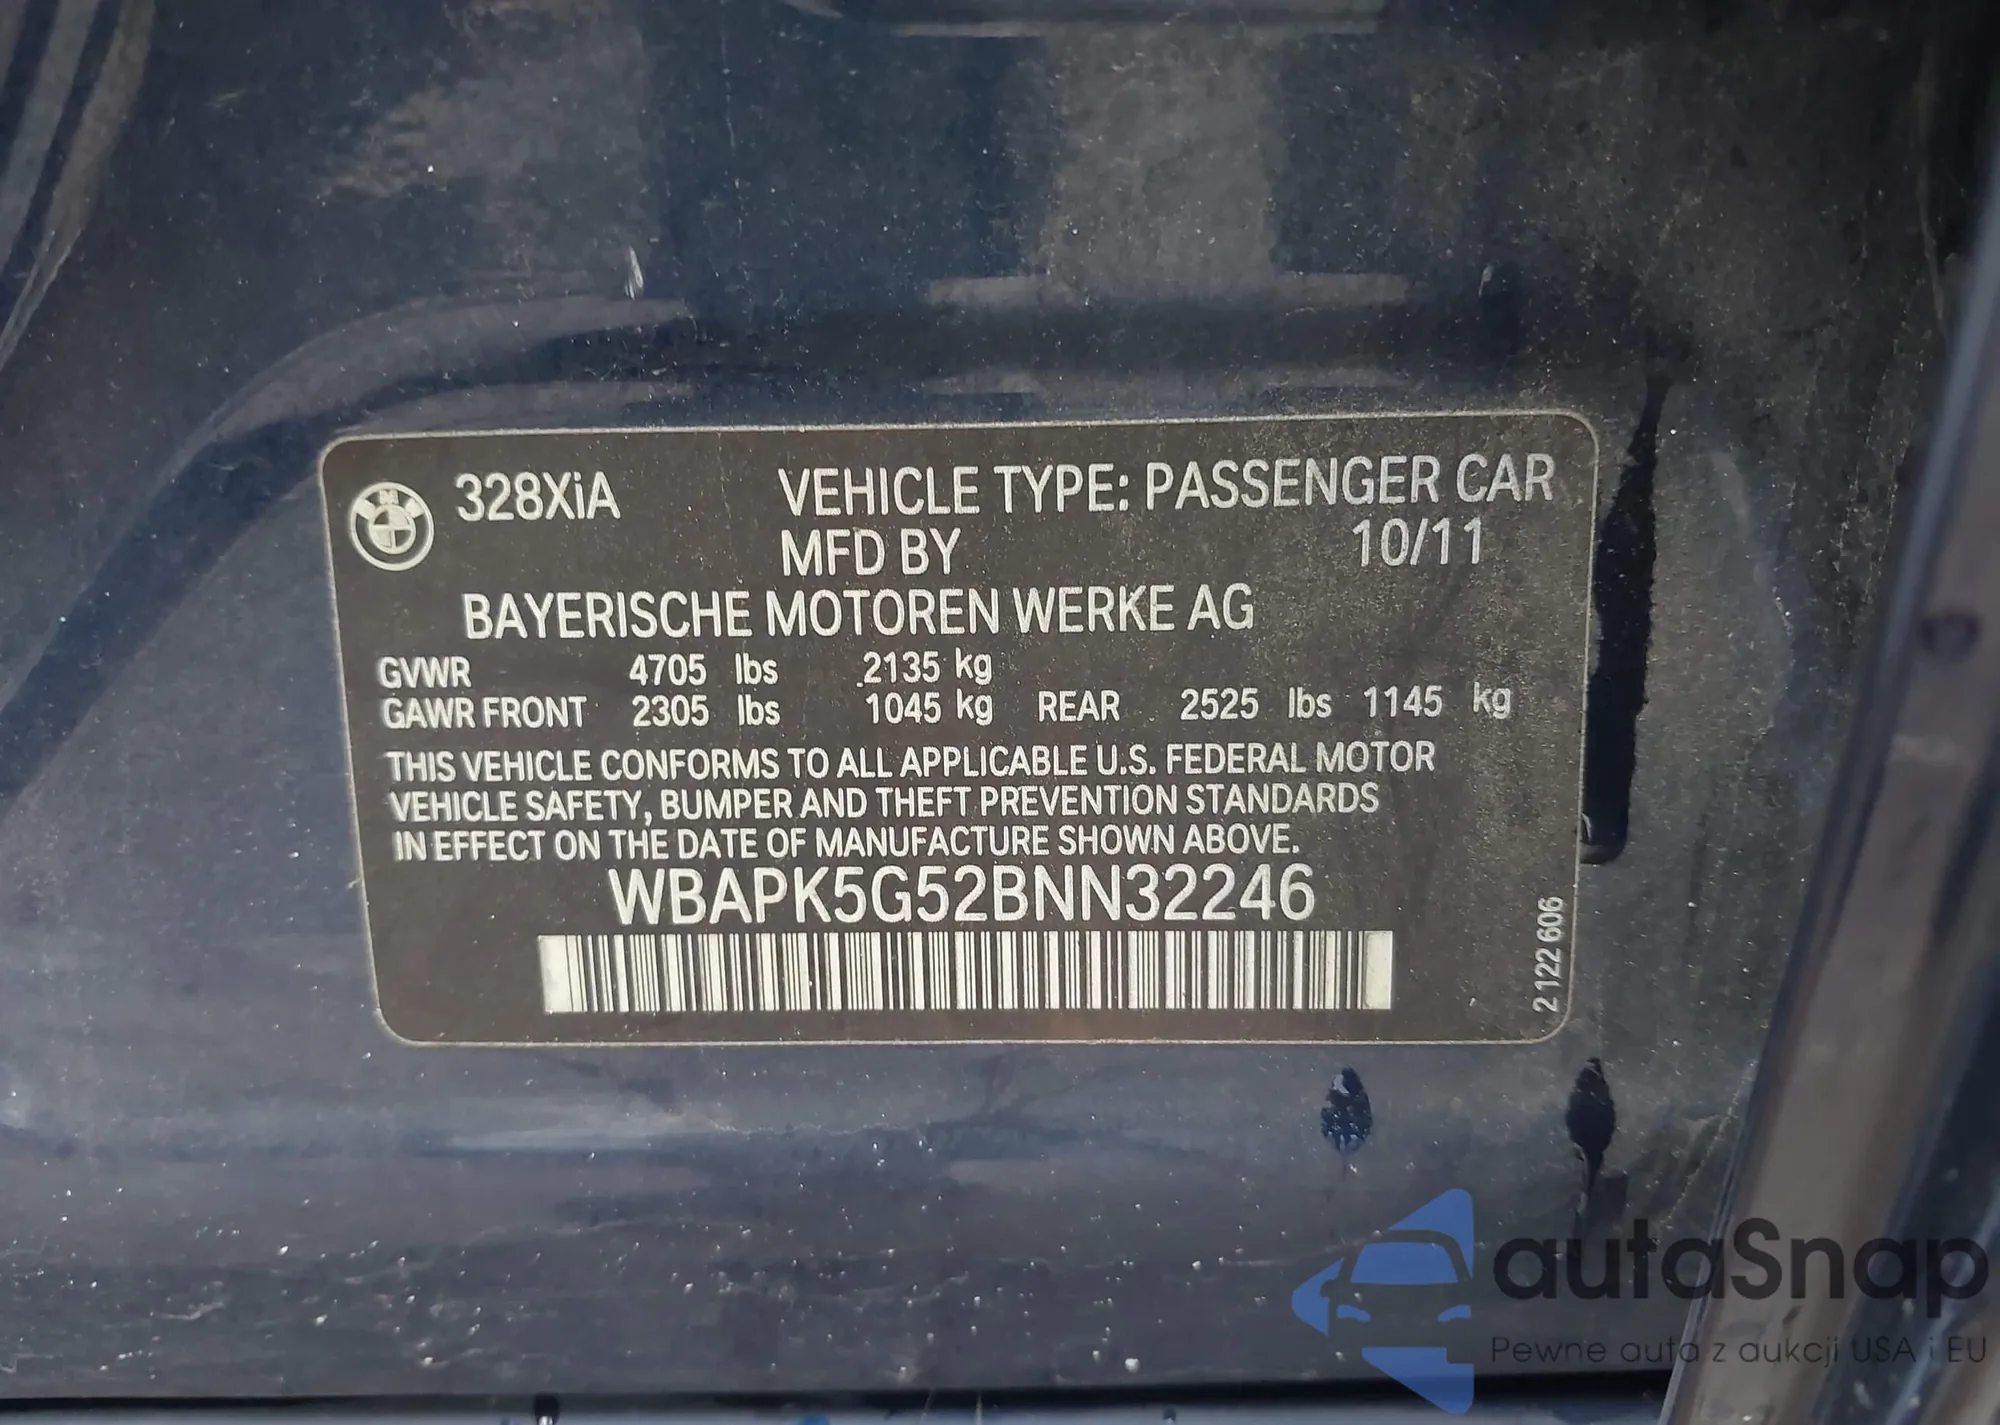 328XiA VEHICLE TYPE: PASSENGER CAR
MFD BY 10/11
BAYERISCHE MOTOREN WERKE AG
GVWR 4705 lbs 2135 kg
GAWR FRONT 2305 lbs 1045 kg REAR 2525 lbs 1145 kg
THIS VEHICLE CONFORMS TO ALL APPLICABLE U.S. FEDERAL MOTOR
VEHICLE SAFETY, BUMPER AND THEFT PREVENTION STANDARDS
IN EFFECT ON THE DATE OF MANUFACTURE SHOWN ABOVE.
WBAPK5G52BNN32246
2 122 606
autaSnap
Pewne auta z aukcji USA i EU